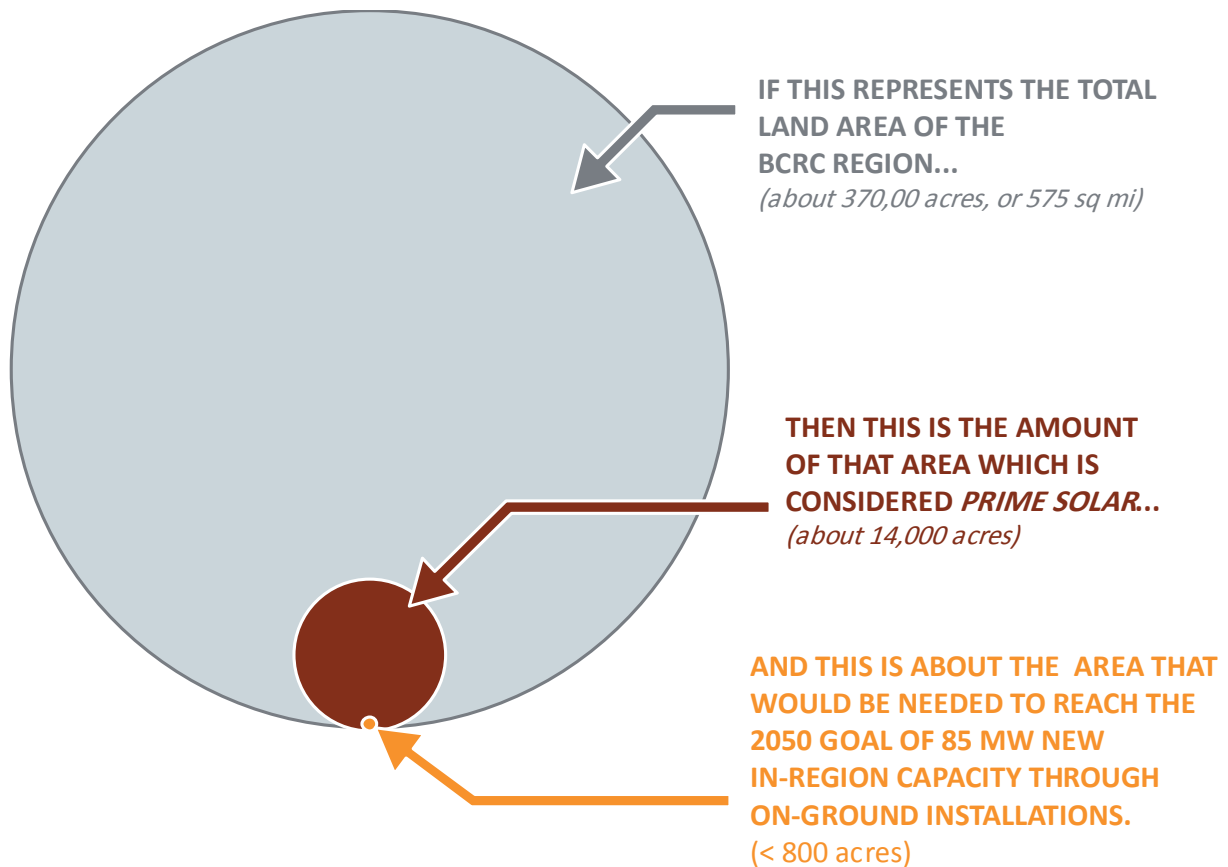 IF THIS REPRESENTS THE TOTAL
LAND AREA OF THE
BCRC REGION...
(about 370,00 acres, or 575 sq mi)
THEN THIS IS THE AMOUNT
OF THAT AREA WHICH IS
CONSIDERED PRIME SOLAR...
(about 14,000 acres)
AND THIS IS ABOUT THE  AREA THAT
WOULD BE NEEDED TO REACH THE
2050 GOAL OF 85 MW NEW
IN-REGION CAPACITY THROUGH
ON-GROUND INSTALLATIONS.
(< 800 acres)